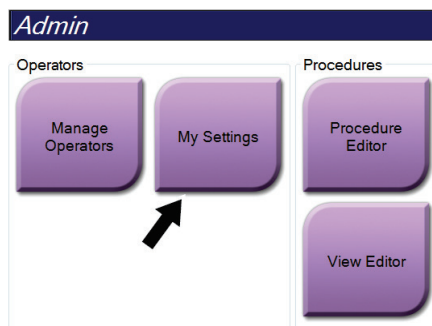 Admin
Operators
Procedures
Manage
Operators
My Settings
Procedure
Editor
View Editor